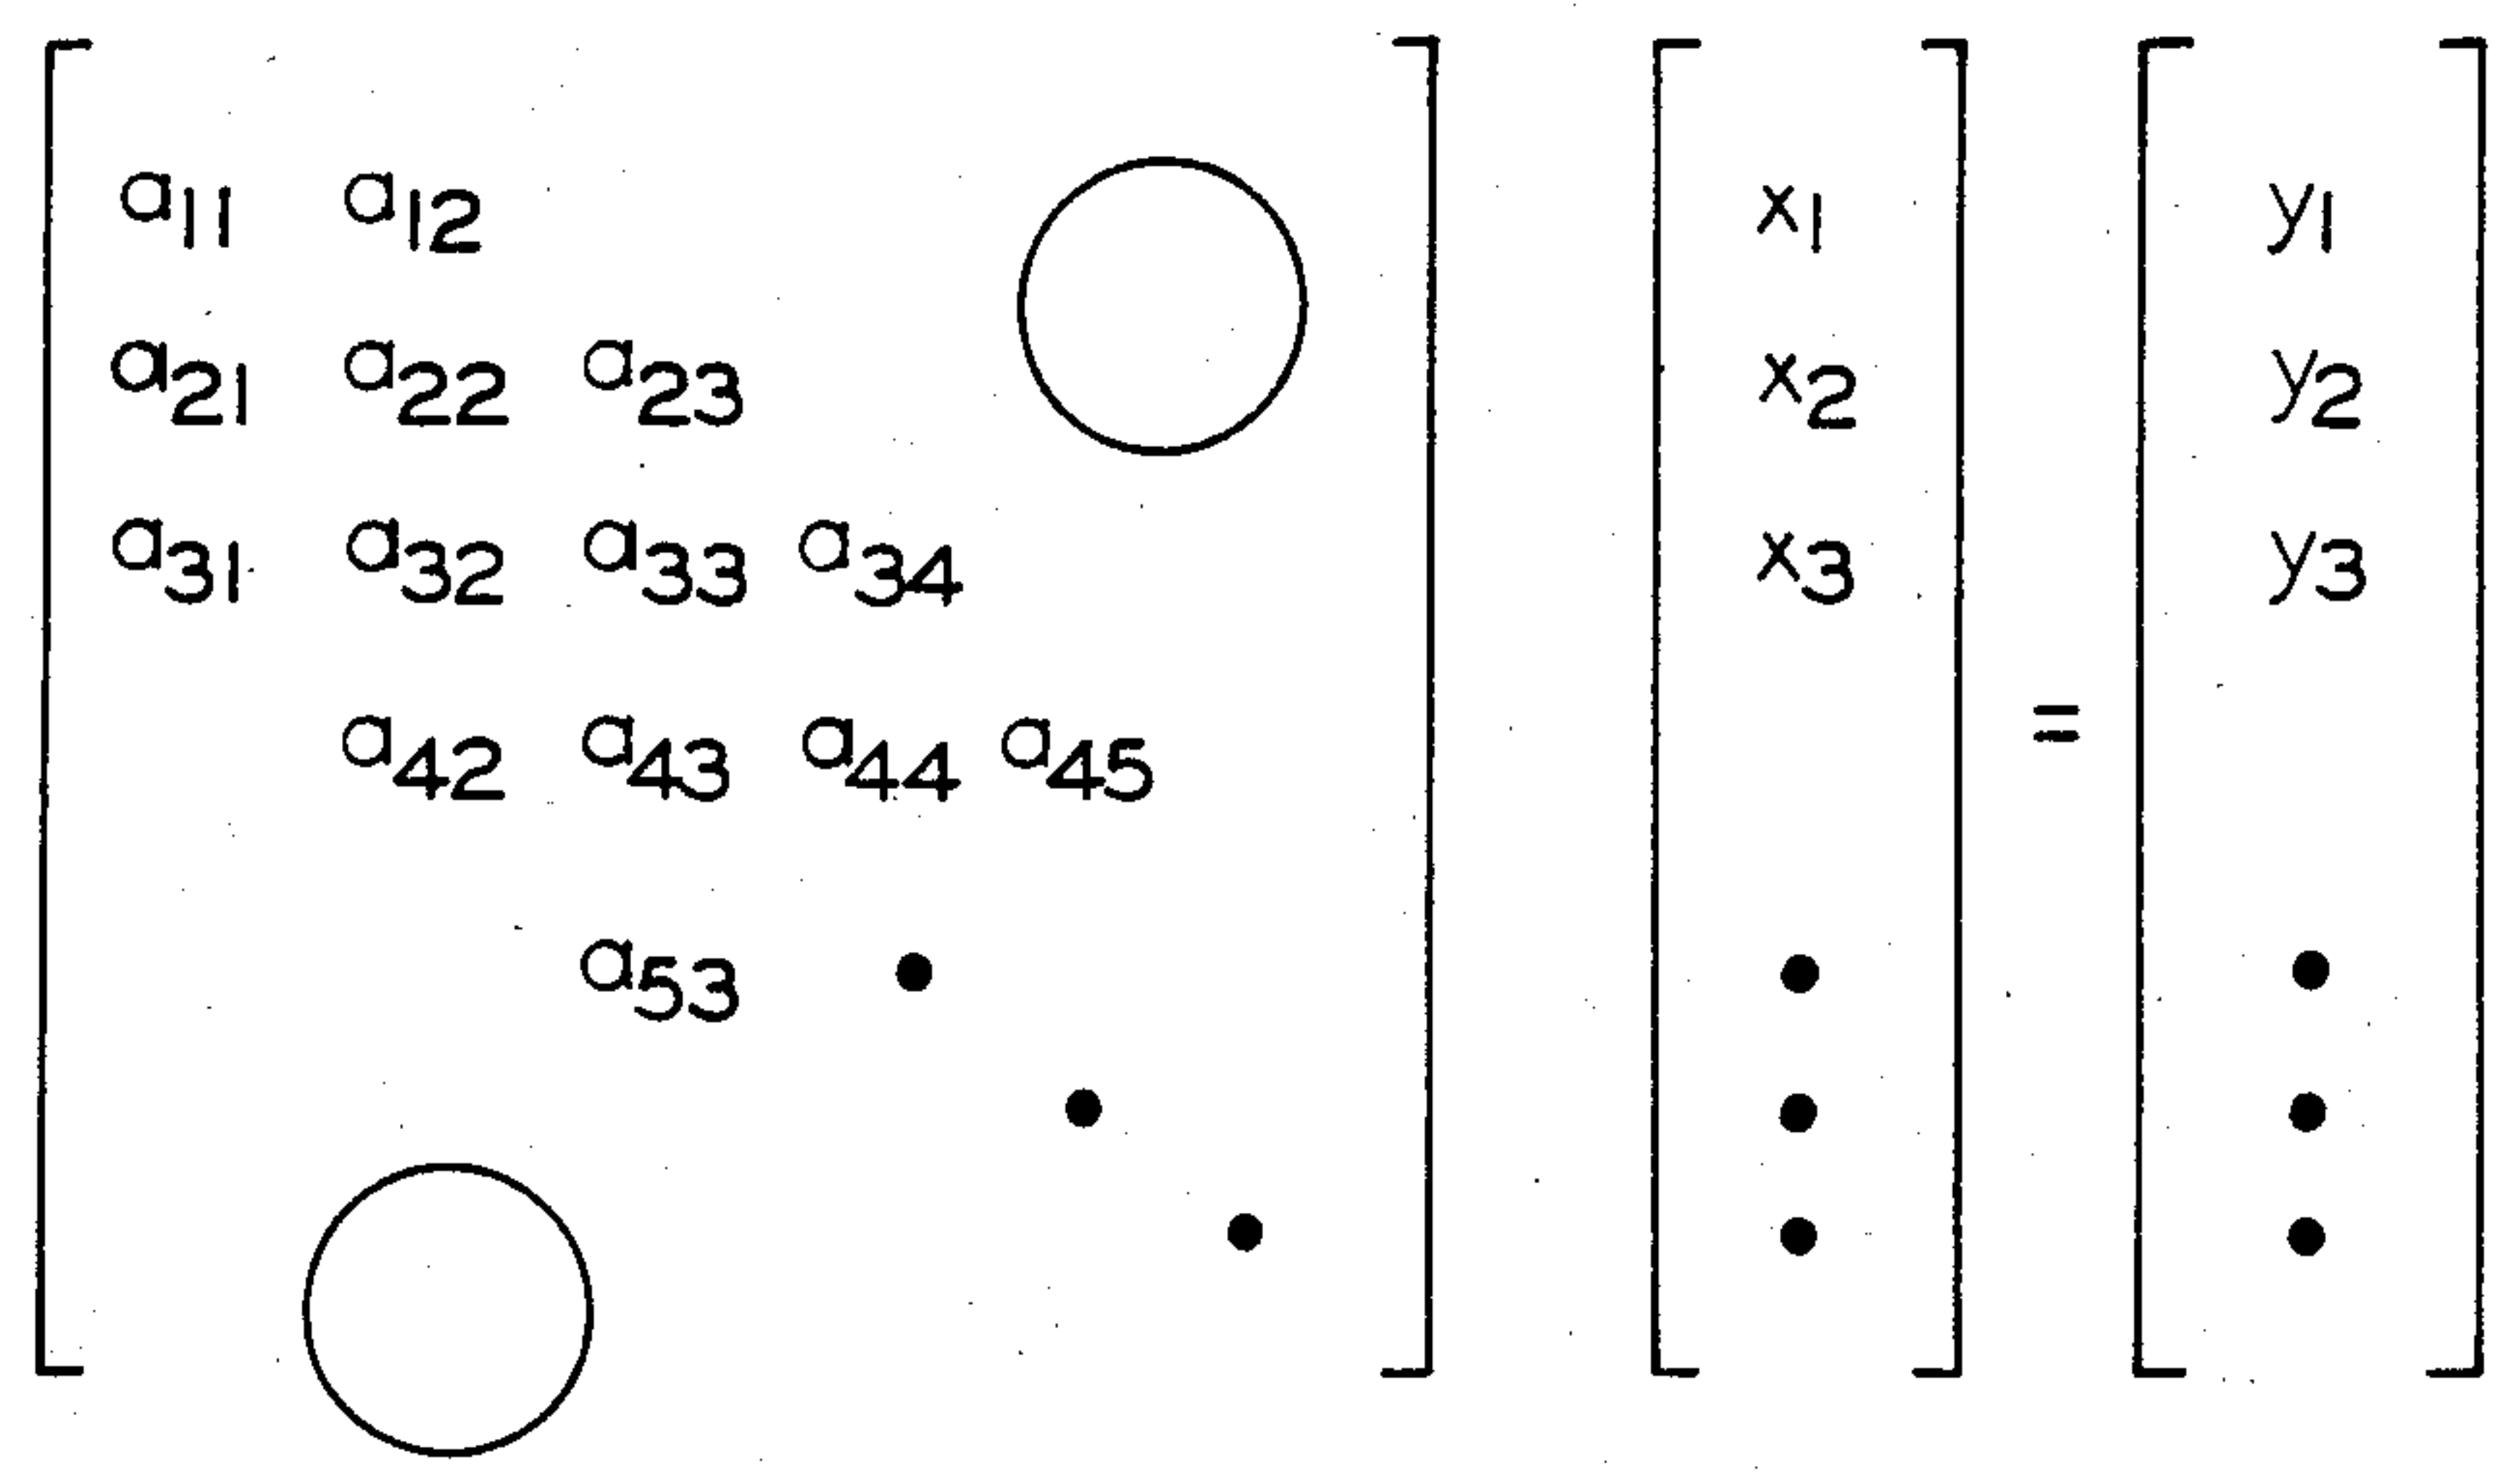 a11 a12 x1 y1
a21 a22 a23 x2 y2
a31 a32 a33 a34 x3 y3
a42 a43 a44 a45 =
a53